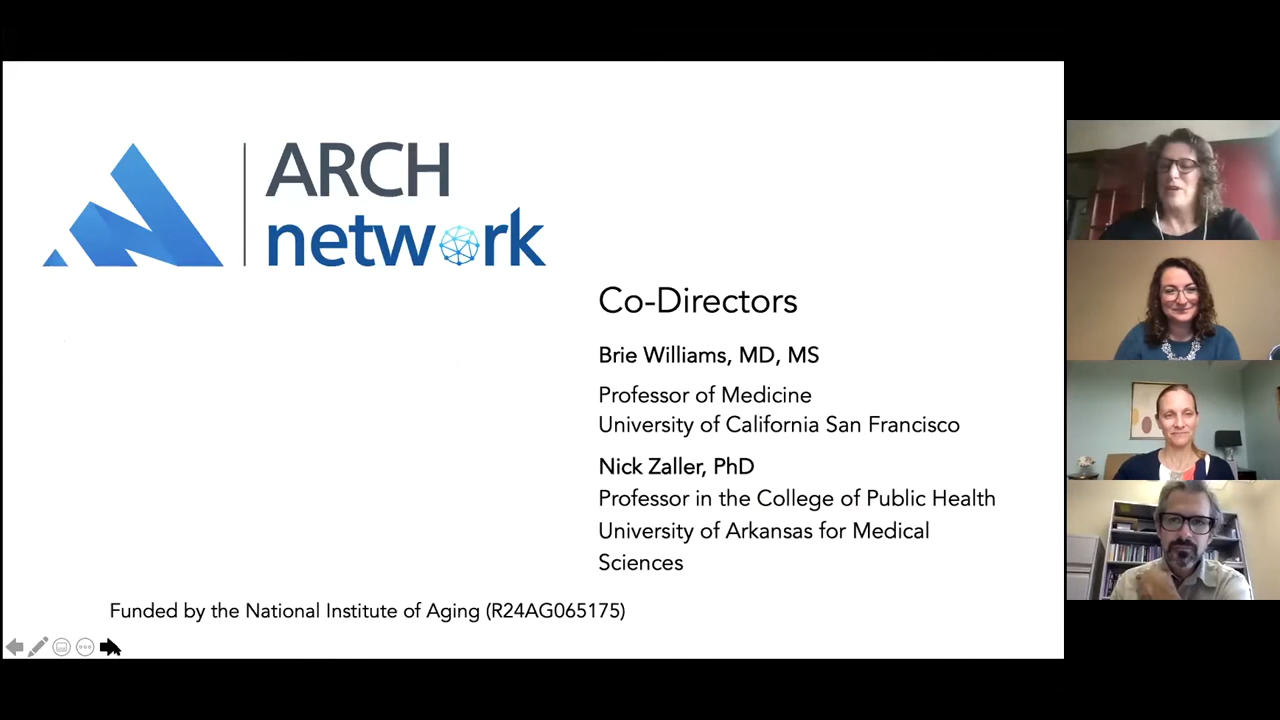 ARCH
network
Co-Directors
Brie Williams, MD, MS
Professor of Medicine
University of California San Francisco
Nick Zaller, PhD
Professor in the College of Public Health
University of Arkansas for Medical
Sciences
Funded by the National Institute of Aging (R24AG065175)